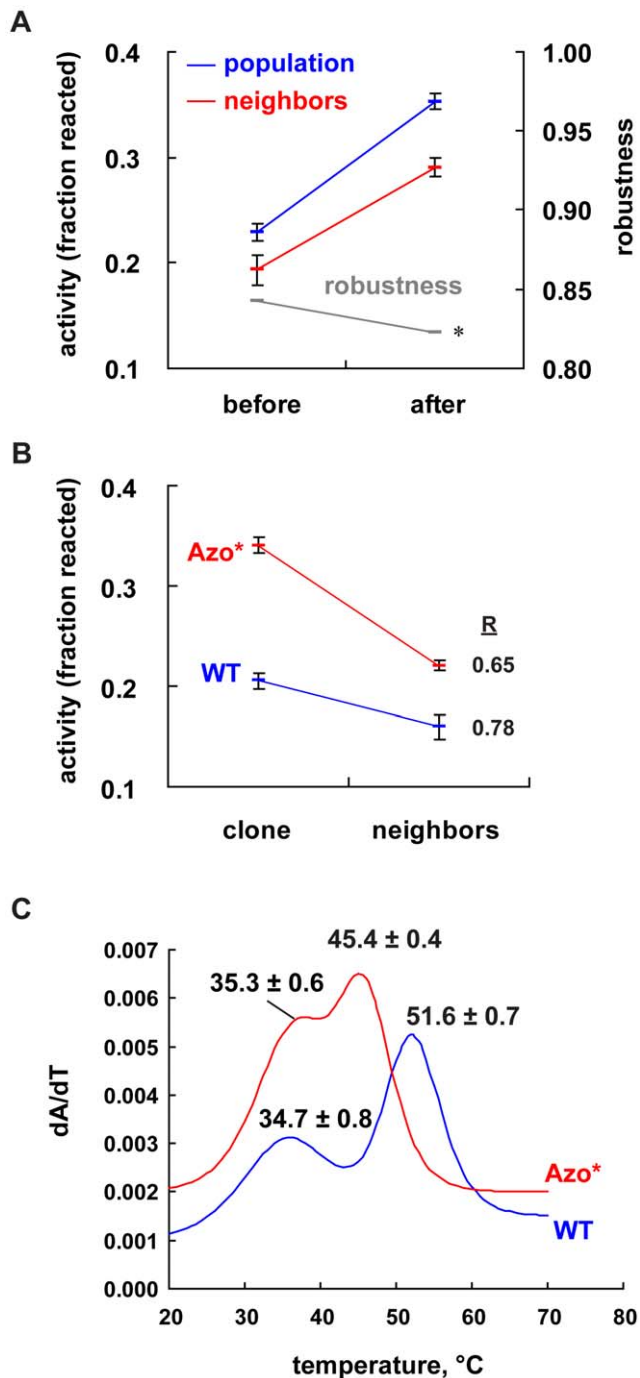 A
0.4
1.00
population
neighbors
0.95
0.3
0.90
0.2
robustness
0.85
*
0.1
0.80
before
after
activity (fraction reacted)
robustness
B
0.4
Azo*
0.3
R
0.65
WT
0.2
0.78
0.1
clone
neighbors
activity (fraction reacted)
C
45.4 ± 0.4
0.007
35.3 ± 0.6
0.006
51.6 ± 0.7
0.005
0.004
34.7 ± 0.8
0.003
Azo*
0.002
WT
0.001
0.000
20
30
40
50
60
70
80
dA/dT
temperature, °C